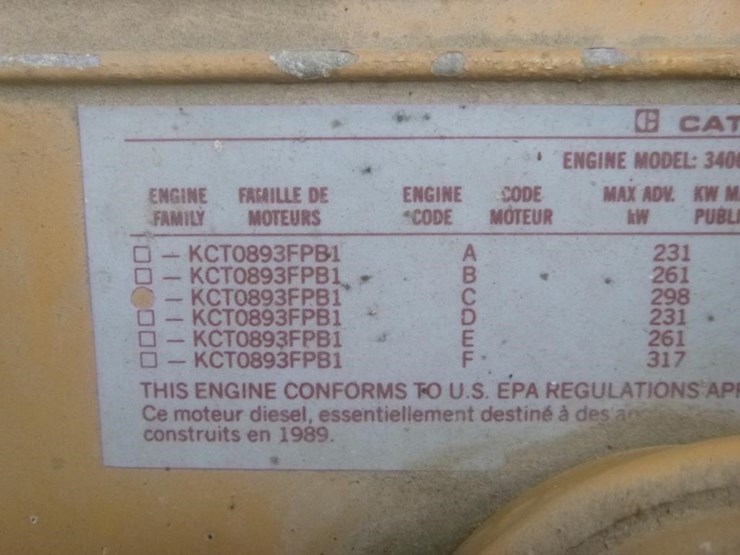 CAT
ENGINE MODEL: 340
ENGINE FAMILLE DE ENGINE CODE MAX ADV. KW M
FAMILY MOTEURS CODE MOTEUR kW PUBLI
— KCT0893FPB1 A 231
— KCT0893FPB1 B 261
— KCT0893FPB1 C 298
— KCT0893FPB1 D 231
— KCT0893FPB1 E 261
— KCT0893FPB1 F 317
THIS ENGINE CONFORMS TO U.S. EPA REGULATIONS AP
Ce moteur diesel, essentiellement destiné à des
construits en 1989.